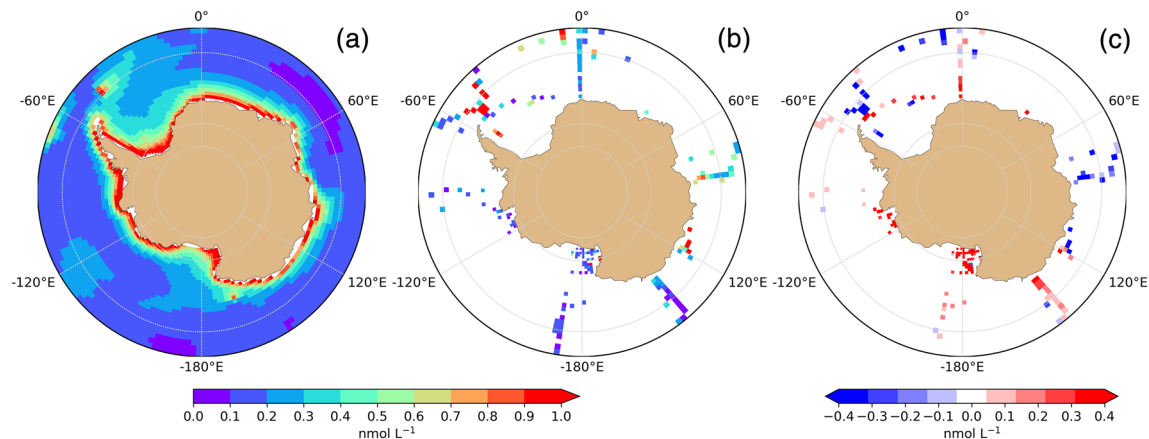 0° (a) 0° (b) 0° (c)
-60°E 60°E -60°E 60°E -60°E 60°E
-120°E 120°E -120°E 120°E -120°E 120°E
-180°E -180°E -180°E
0.0 0.1 0.2 0.3 0.4 0.5 0.6 0.7 0.8 0.9 1.0 −0.4 −0.3 −0.2 −0.1 0.0 0.1 0.2 0.3 0.4
nmol L⁻¹ nmol L⁻¹